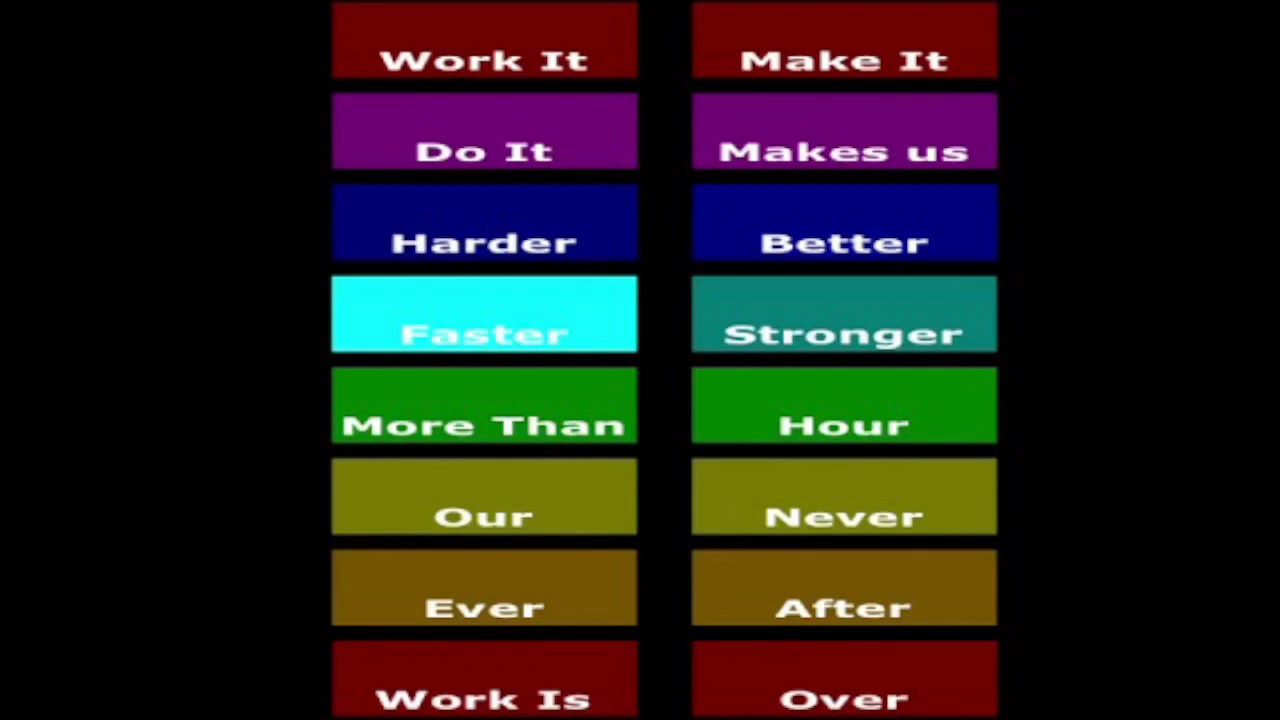 Work It Make It
Do It Makes us
Harder Better
Faster Stronger
More Than Hour
Our Never
Ever After
Work Is Over